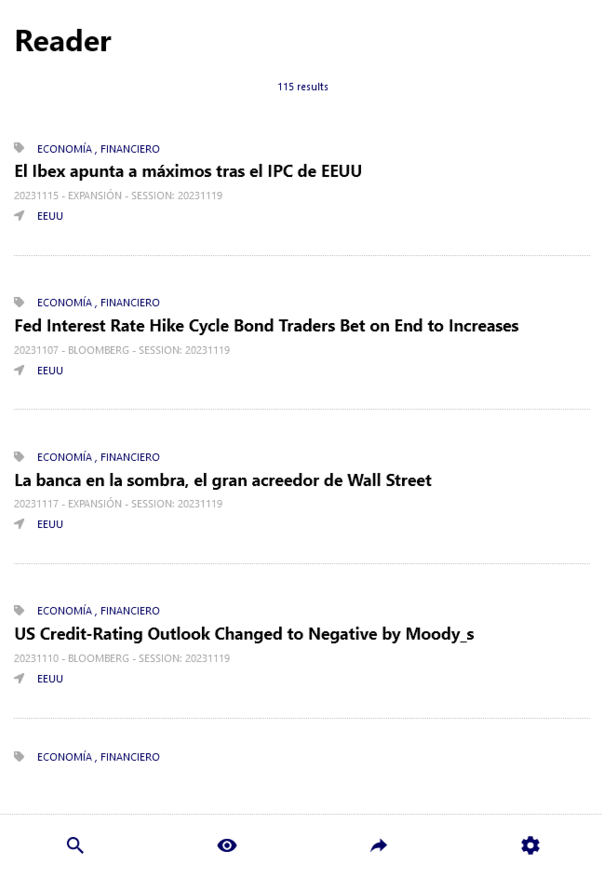 Reader
115 results
ECONOMÍA , FINANCIERO
El Ibex apunta a máximos tras el IPC de EEUU
20231115 - EXPANSIÓN - SESSION: 20231119
EEUU
ECONOMÍA , FINANCIERO
Fed Interest Rate Hike Cycle Bond Traders Bet on End to Increases
20231107 - BLOOMBERG - SESSION: 20231119
EEUU
ECONOMÍA , FINANCIERO
La banca en la sombra, el gran acreedor de Wall Street
20231117 - EXPANSIÓN - SESSION: 20231119
EEUU
ECONOMÍA , FINANCIERO
US Credit-Rating Outlook Changed to Negative by Moody_s
20231110 - BLOOMBERG - SESSION: 20231119
EEUU
ECONOMÍA , FINANCIERO